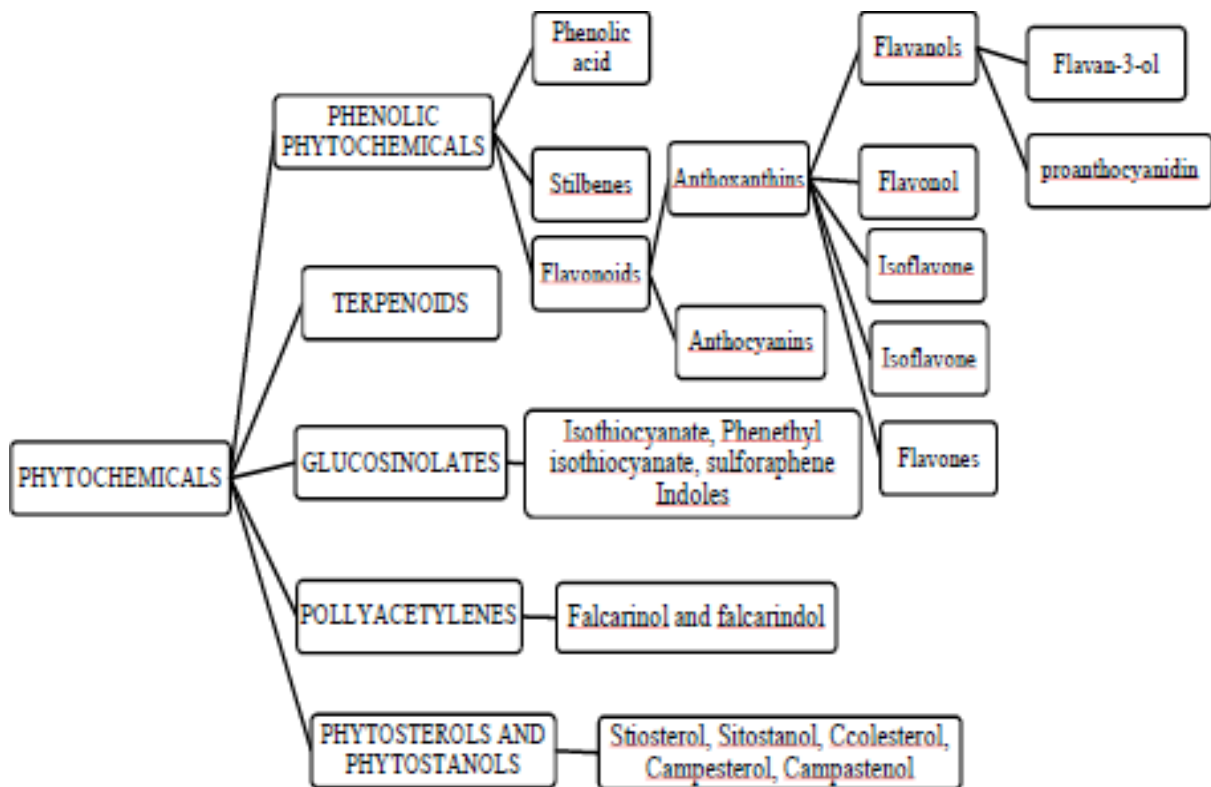 Phenolic
acid
Flavanols
Flavan-3-ol
PHENOLIC
PHYTOCHEMICALS
Stilbenes
Anthoxanthins
Flavonol
proanthocyanidin
Flavonoids
Isoflavone
TERPENOIDS
Anthocyanins
Isoflavone
PHYTOCHEMICALS
GLUCOSINOLATES
Isothiocyanate, Phenethyl
isothiocyanate, sulforaphene
Indoles
Flavones
POLLYACETYLENES
Falcarinol and falcarindol
PHYTOSTEROLS AND
PHYTOSTANOLS
Stiosterol, Sitostanol, Ccolesterol,
Campesterol, Campastenol